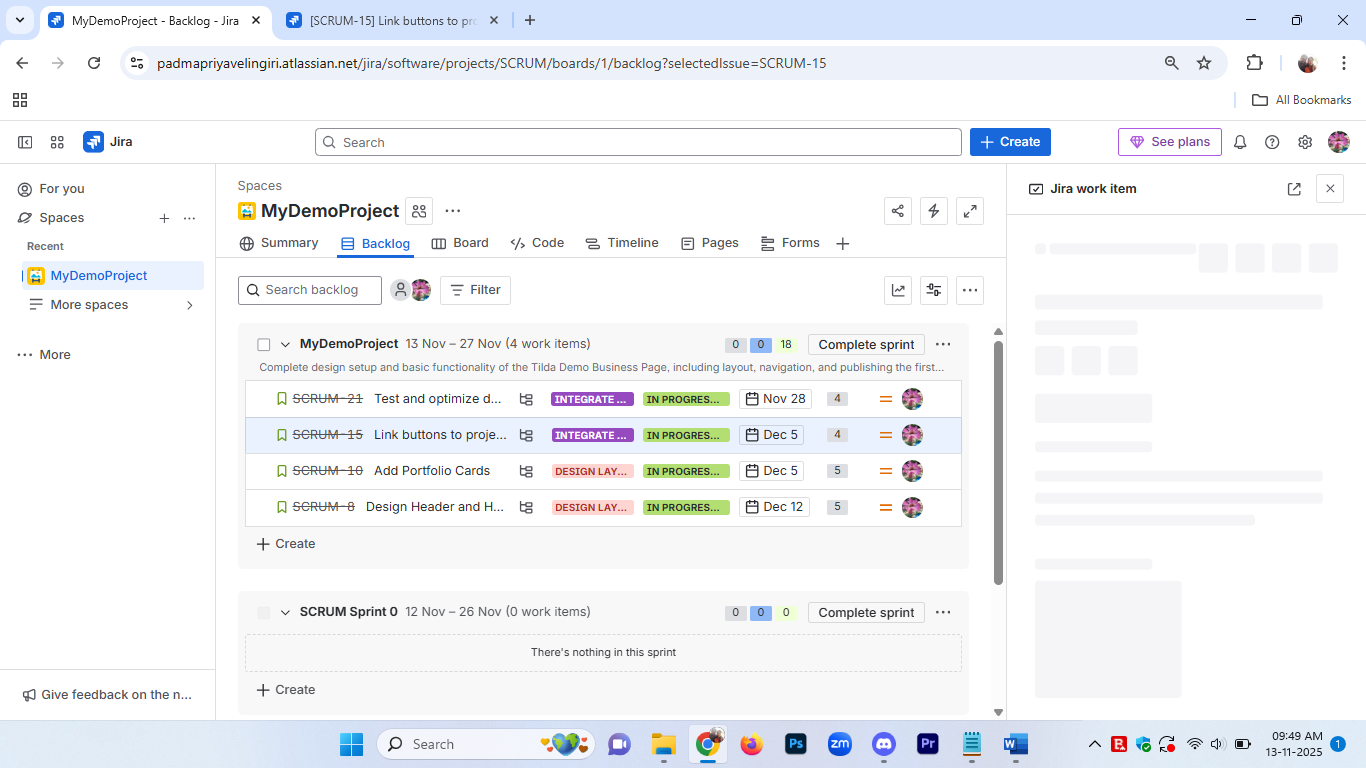 MyDemoProject - Backlog - Jira
[SCRUM-15] Link buttons to pro
padmapriyavelingiri.atlassian.net/jira/software/projects/SCRUM/boards/1/backlog?selectedIssue=SCRUM-15
All Bookmarks
Jira
Search
Create
See plans
For you
Spaces
Recent
MyDemoProject
More spaces
More
Give feedback on the n...
Spaces
MyDemoProject
Summary Backlog Board Code Timeline Pages Forms
Search backlog
Filter
MyDemoProject 13 Nov – 27 Nov (4 work items) 0 0 18 Complete sprint
Complete design setup and basic functionality of the Tilda Demo Business Page, including layout, navigation, and publishing the first...
SCRUM-21 Test and optimize d... INTEGRATE ... IN PROGRES... Nov 28 4
SCRUM-15 Link buttons to proje... INTEGRATE ... IN PROGRES... Dec 5 4
SCRUM-10 Add Portfolio Cards DESIGN LAY... IN PROGRES... Dec 5 5
SCRUM-8 Design Header and H... DESIGN LAY... IN PROGRES... Dec 12 5
Create
SCRUM Sprint 0 12 Nov – 26 Nov (0 work items) 0 0 0 Complete sprint
There's nothing in this sprint
Create
Jira work item
Search
Ps
zm
Pr
W
09:49 AM
13-11-2025
1